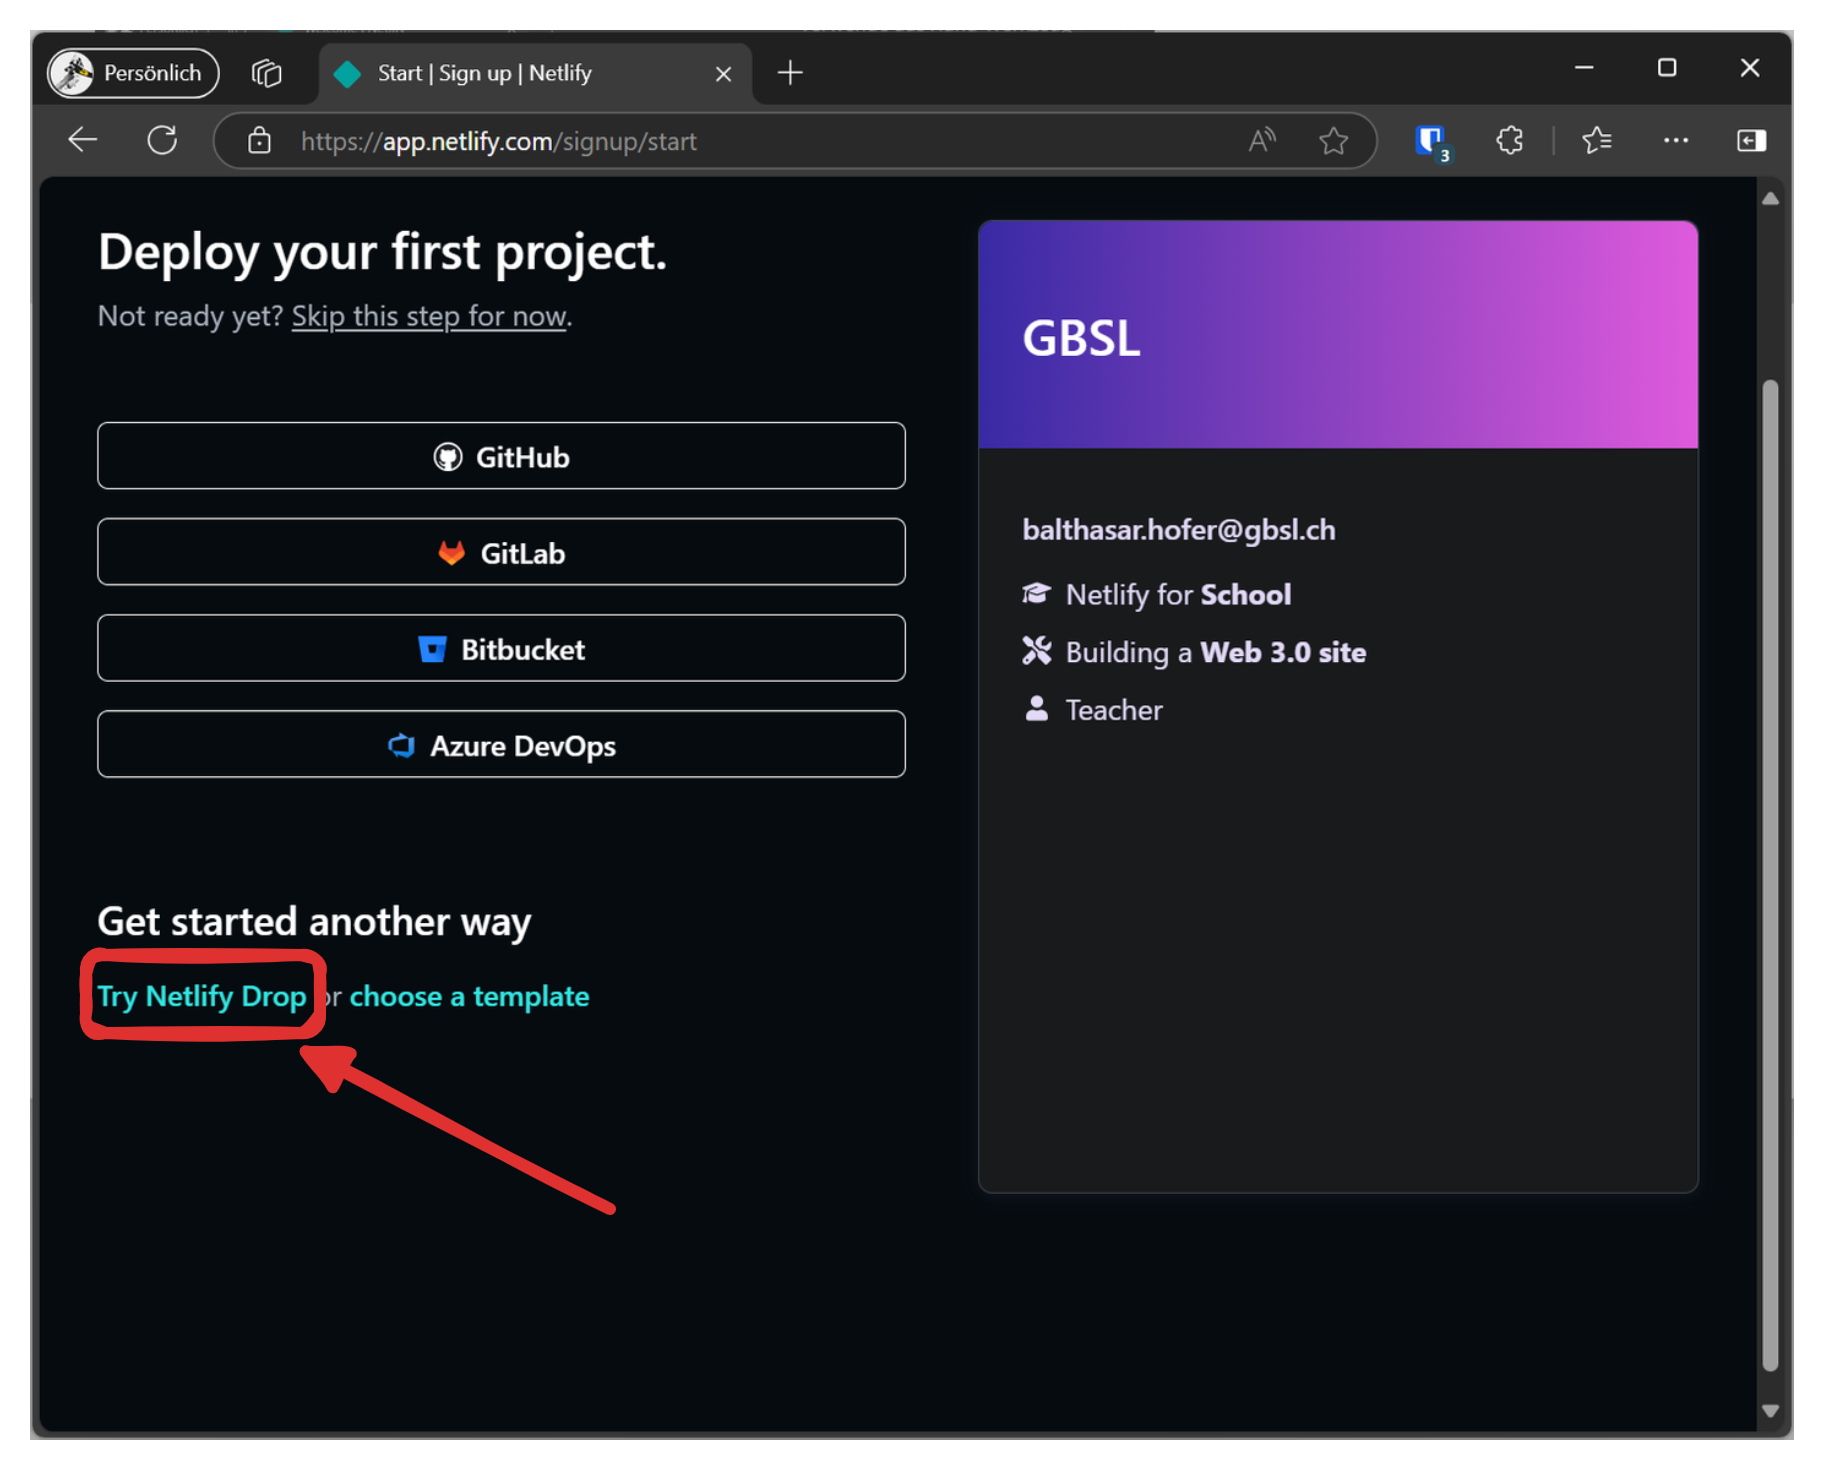 Persönlich
Start | Sign up | Netlify
https://app.netlify.com/signup/start
3
Deploy your first project.
Not ready yet? Skip this step for now.
GitHub
GitLab
Bitbucket
Azure DevOps
Get started another way
Try Netlify Drop or choose a template
GBSL
balthasar.hofer@gbsl.ch
Netlify for School
Building a Web 3.0 site
Teacher